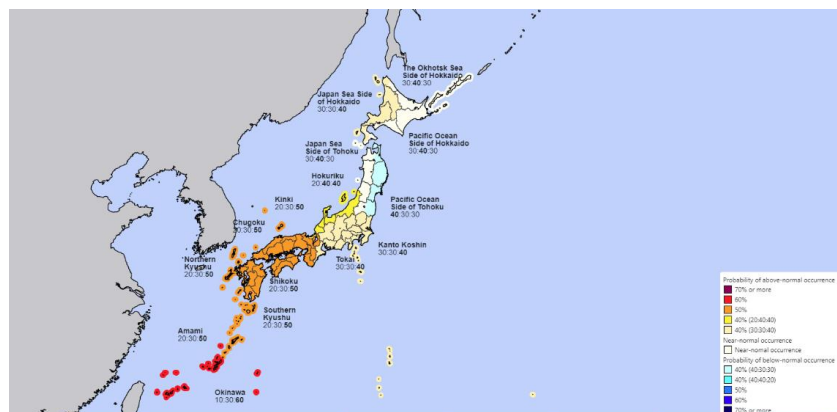 The Okhotsk Sea
Side of Hokkaido
30:40:30
Japan Sea Side
of Hokkaido
30:30:40
Japan Sea
Side of Tohoku
30:40:30
Pacific Ocean
Side of Hokkaido
30:40:30
Hokuriku
20:40:40
Kinki
20:30:50
Pacific Ocean
Side of Tohoku
40:30:30
Chugoku
20:30:50
Kanto Koshin
30:30:40
Northern
Kyushu
20:30:50
Tokai
30:30:40
Shikoku
20:30:50
Southern
Kyushu
20:30:50
Amami
20:30:50
Okinawa
10:30:60
Probability of above-normal occurrence
70% or more
60%
50%
40% (20:40:40)
40% (30:30:40)
Near-normal occurrence
Near-normal occurrence
Probability of below-normal occurrence
40% (40:30:30)
40% (40:40:20)
50%
60%
70% or more